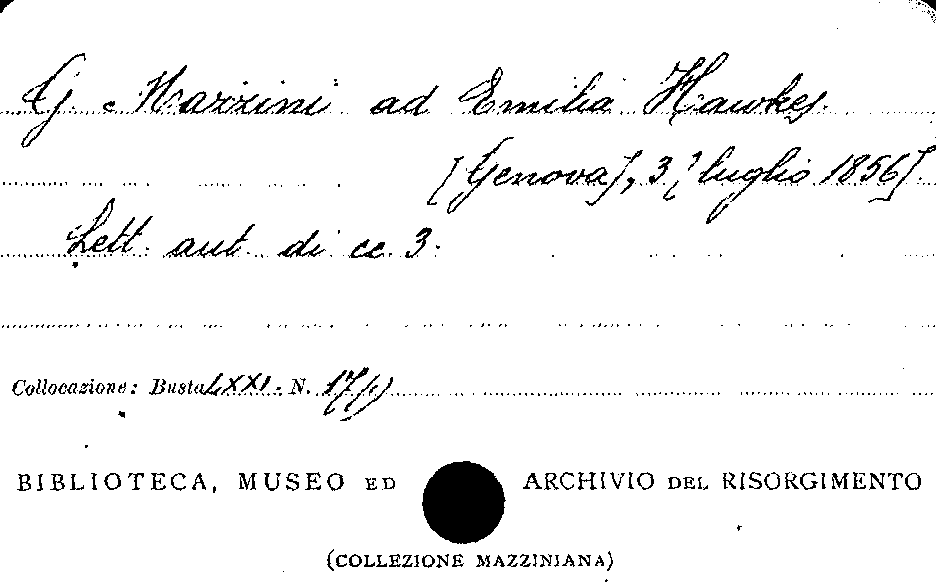 G. Mazzini ad Emilia Hawkes.
[Genova], 3 [luglio 1856].
Lett. aut. di cc. 3.
Collocazione: Busta LXXI. N. 17(1)
BIBLIOTECA, MUSEO ED ARCHIVIO DEL RISORGIMENTO
(COLLEZIONE MAZZINIANA)